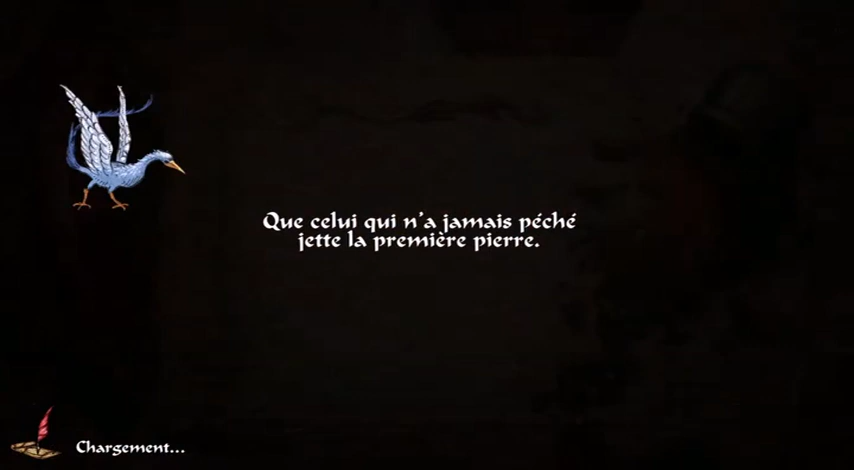 Que celui qui n'a jamais péché
jette la première pierre.
Chargement...